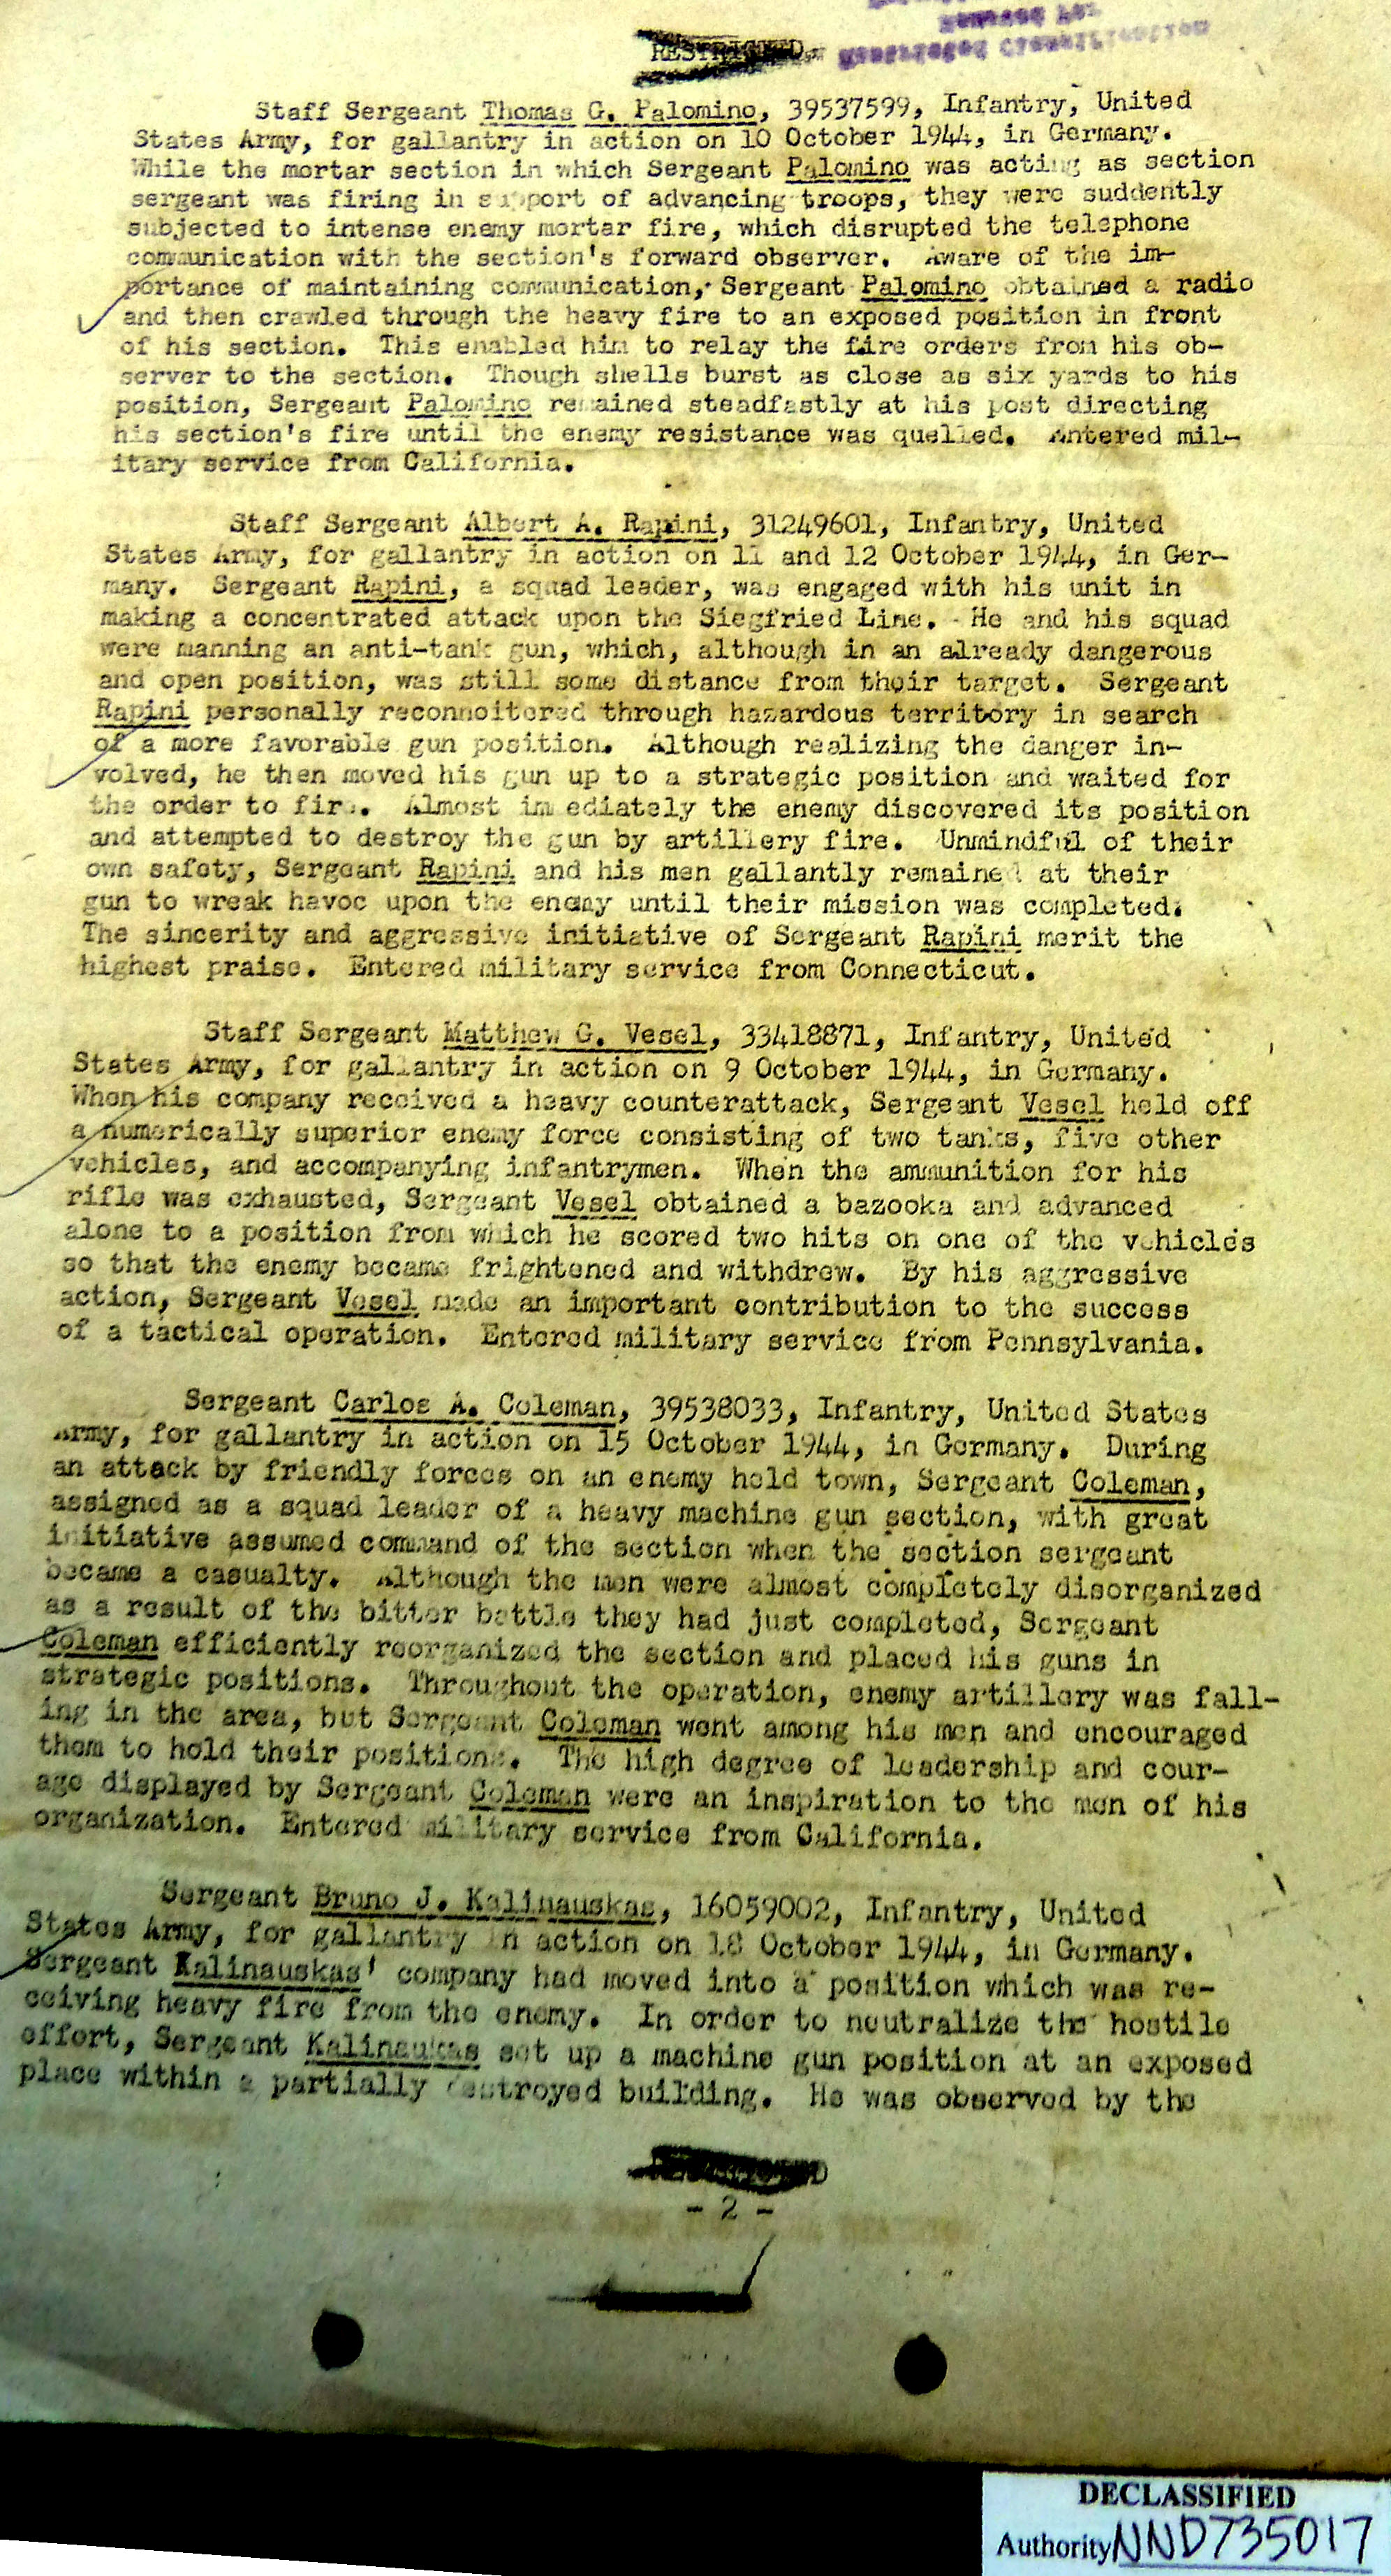 RESTRICTED
Staff Sergeant Thomas G. Palomino, 39537599, Infantry, United
States Army, for gallantry in action on 10 October 1944, in Germany.
While the mortar section in which Sergeant Palomino was acting as section
sergeant was firing in support of advancing troops, they were suddently
subjected to intense enemy mortar fire, which disrupted the telephone
communication with the section's forward observer. Aware of the im-
portance of maintaining communication, Sergeant Palomino obtained a radio
and then crawled through the heavy fire to an exposed position in front
of his section. This enabled him to relay the fire orders from his ob-
server to the section. Though shells burst as close as six yards to his
position, Sergeant Palomino remained steadfastly at his post directing
his section's fire until the enemy resistance was quelled. Entered mil-
itary service from California.
Staff Sergeant Albert A. Rapini, 31249601, Infantry, United
States Army, for gallantry in action on 11 and 12 October 1944, in Ger-
many. Sergeant Rapini, a squad leader, was engaged with his unit in
making a concentrated attack upon the Siegfried Line. He and his squad
were manning an anti-tank gun, which, although in an already dangerous
and open position, was still some distance from their target. Sergeant
Rapini personally reconnoitered through hazardous territory in search
of a more favorable gun position. Although realizing the danger in-
volved, he then moved his gun up to a strategic position and waited for
the order to fire. Almost immediately the enemy discovered its position
and attempted to destroy the gun by artillery fire. Unmindful of their
own safety, Sergeant Rapini and his men gallantly remained at their
gun to wreak havoc upon the enemy until their mission was completed.
The sincerity and aggressive initiative of Sergeant Rapini merit the
highest praise. Entered military service from Connecticut.
Staff Sergeant Matthew G. Vesel, 33418871, Infantry, United
States Army, for gallantry in action on 9 October 1944, in Germany.
When his company received a heavy counterattack, Sergeant Vesel held off
a numerically superior enemy force consisting of two tanks, five other
vehicles, and accompanying infantrymen. When the ammunition for his
rifle was exhausted, Sergeant Vesel obtained a bazooka and advanced
alone to a position from which he scored two hits on one of the vehicles
so that the enemy became frightened and withdrew. By his aggressive
action, Sergeant Vesel made an important contribution to the success
of a tactical operation. Entered military service from Pennsylvania.
Sergeant Carlos A. Coleman, 39538033, Infantry, United States
Army, for gallantry in action on 15 October 1944, in Germany. During
an attack by friendly forces on an enemy held town, Sergeant Coleman,
assigned as a squad leader of a heavy machine gun section, with great
initiative assumed command of the section when the section sergeant
became a casualty. Although the men were almost completely disorganized
as a result of the bitter battle they had just completed, Sergeant
Coleman efficiently reorganized the section and placed his guns in
strategic positions. Throughout the operation, enemy artillery was fall-
ing in the area, but Sergeant Coleman went among his men and encouraged
them to hold their positions. The high degree of leadership and cour-
age displayed by Sergeant Coleman were an inspiration to the men of his
organization. Entered military service from California.
Sergeant Bruno J. Kalinauskas, 16059002, Infantry, United
States Army, for gallantry in action on 18 October 1944, in Germany.
Sergeant Kalinauskas' company had moved into a position which was re-
ceiving heavy fire from the enemy. In order to neutralize the hostile
effort, Sergeant Kalinaukas set up a machine gun position at an exposed
place within a partially destroyed building. He was observed by the
- 2 -
DECLASSIFIED
Authority NND735017